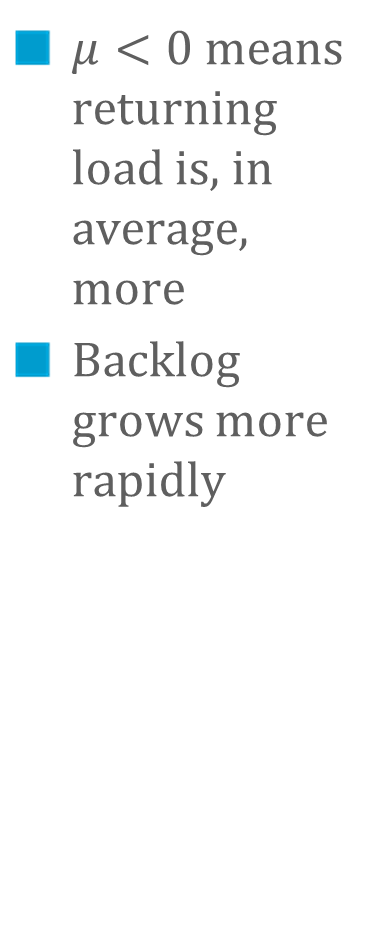 μ < 0 means
returning
load is, in
average,
more
Backlog
grows more
rapidly